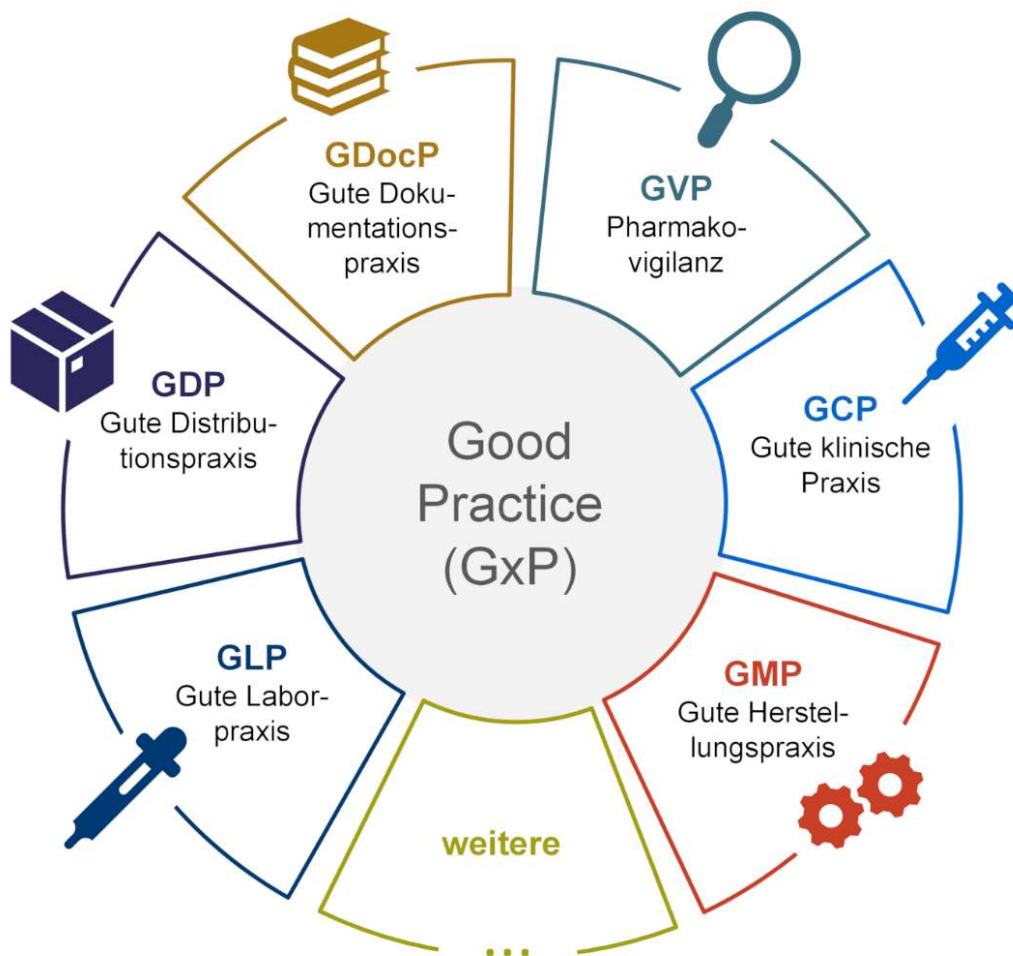 GDocP
Gute Doku-
mentations-
praxis
GVP
Pharmako-
vigilanz
GDP
Gute Distribu-
tionspraxis
GCP
Gute klinische
Praxis
Good
Practice
(GxP)
GLP
Gute Labor-
praxis
GMP
Gute Herstel-
lungspraxis
weitere
...